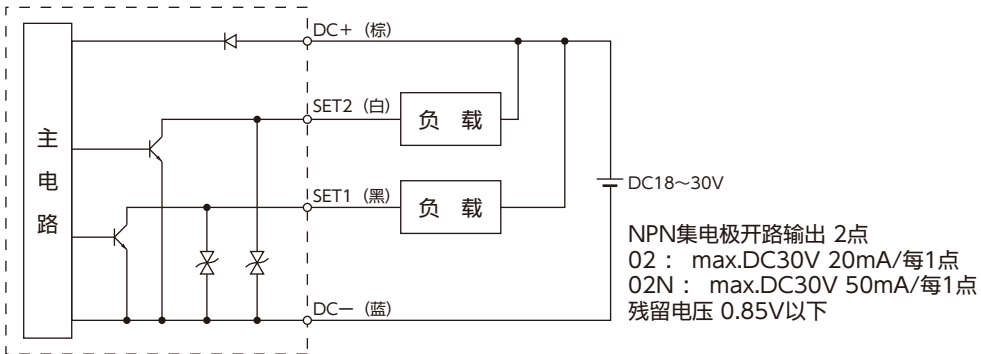 DC+（棕）
主电路
SET2（白）
负 载
SET1（黑）
负 载
DC18～30V
NPN集电极开路输出 2点
02： max.DC30V 20mA/每1点
02N： max.DC30V 50mA/每1点
残留电压 0.85V以下
DC－（蓝）